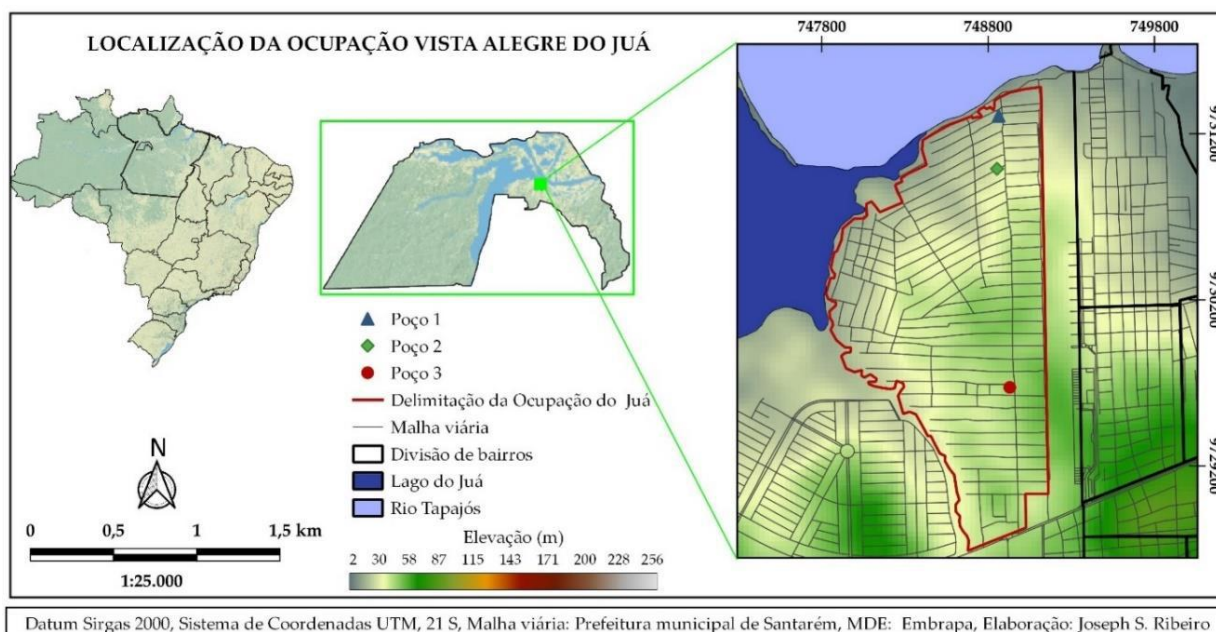 LOCALIZAÇÃO DA OCUPAÇÃO VISTA ALEGRE DO JUÁ
747800 748800 749800
9731200
9730200
9729200
Poço 1
Poço 2
Poço 3
Delimitação da Ocupação do Juá
Malha viária
Divisão de bairros
Lago do Juá
Rio Tapajós
N
0 0,5 1 1,5 km
1:25.000
Elevação (m)
2 30 58 87 115 143 171 200 228 256
Datum Sirgas 2000, Sistema de Coordenadas UTM, 21 S, Malha viária: Prefeitura municipal de Santarém, MDE: Embrapa, Elaboração: Joseph S. Ribeiro